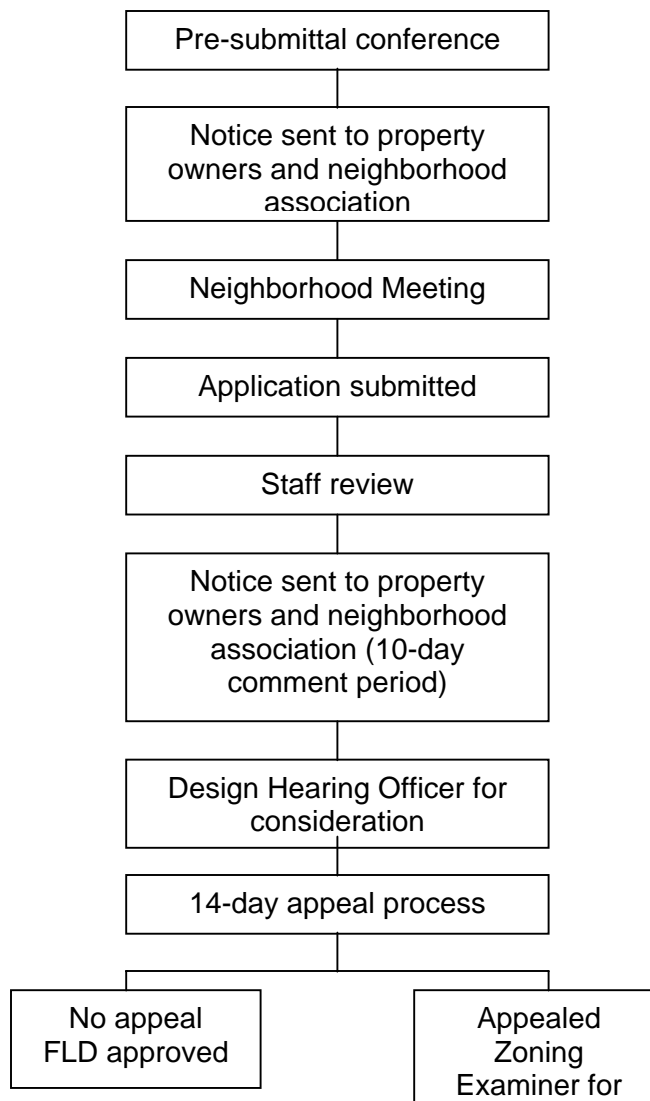 Pre-submittal conference
Notice sent to property
owners and neighborhood
association
Neighborhood Meeting
Application submitted
Staff review
Notice sent to property
owners and neighborhood
association (10-day
comment period)
Design Hearing Officer for
consideration
14-day appeal process
No appeal
FLD approved
Appealed
Zoning
Examiner for